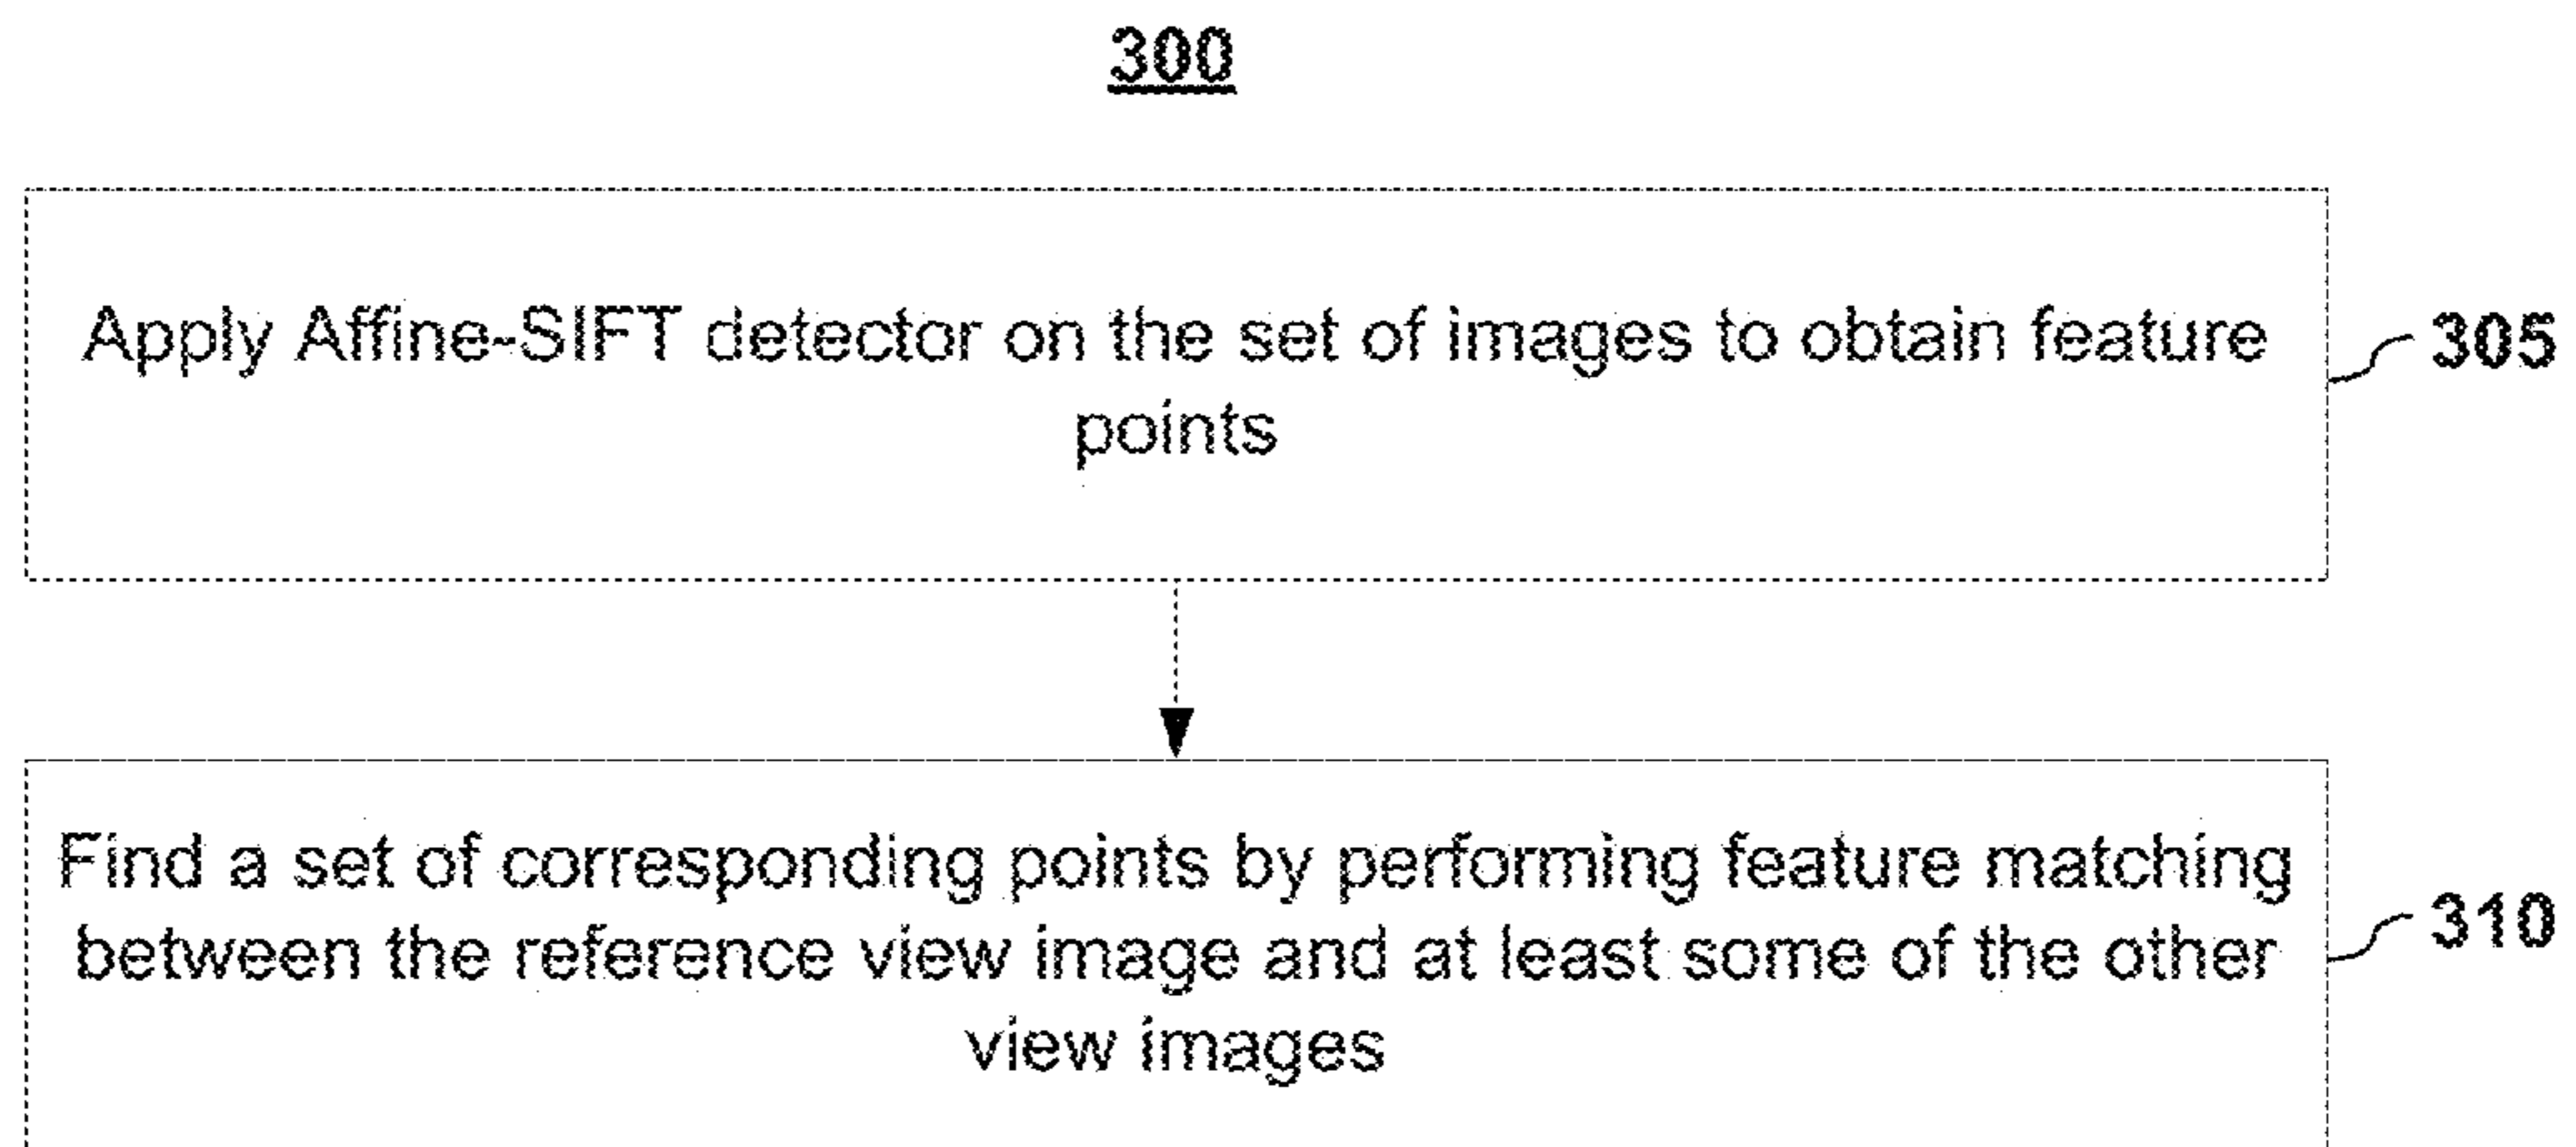 300
Apply Affine-SIFT detector on the set of images to obtain feature
points
305
Find a set of corresponding points by performing feature matching
between the reference view image and at least some of the other
view images
310